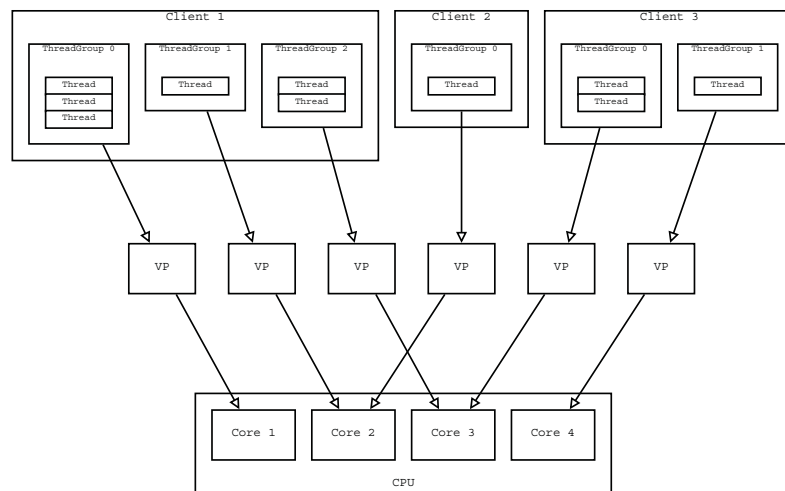 Client 1
Client 2
Client 3
ThreadGroup 0
ThreadGroup 1
ThreadGroup 2
ThreadGroup 0
ThreadGroup 0
ThreadGroup 1
Thread
Thread
Thread
Thread
Thread
Thread
Thread
Thread
Thread
Thread
VP
VP
VP
VP
VP
VP
Core 1
Core 2
Core 3
Core 4
CPU